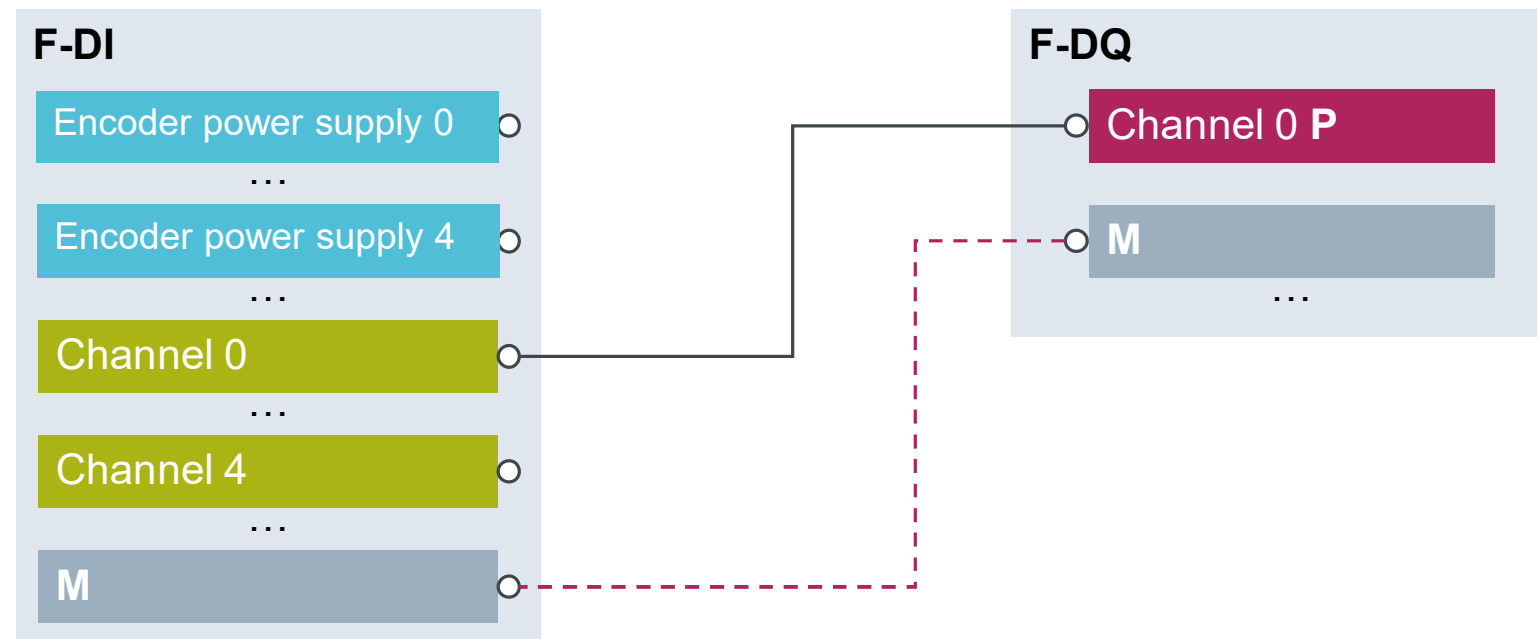 F-DI
Encoder power supply 0
...
Encoder power supply 4
...
Channel 0
...
Channel 4
...
M
F-DQ
Channel 0 P
M
...